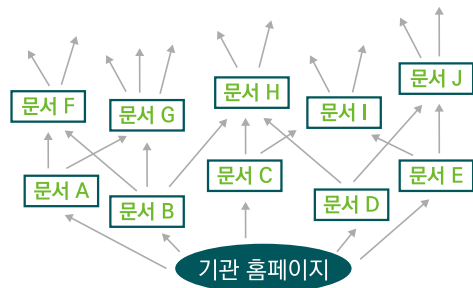 문서 F
문서 G
문서 H
문서 I
문서 J
문서 A
문서 B
문서 C
문서 D
문서 E
기관 홈페이지